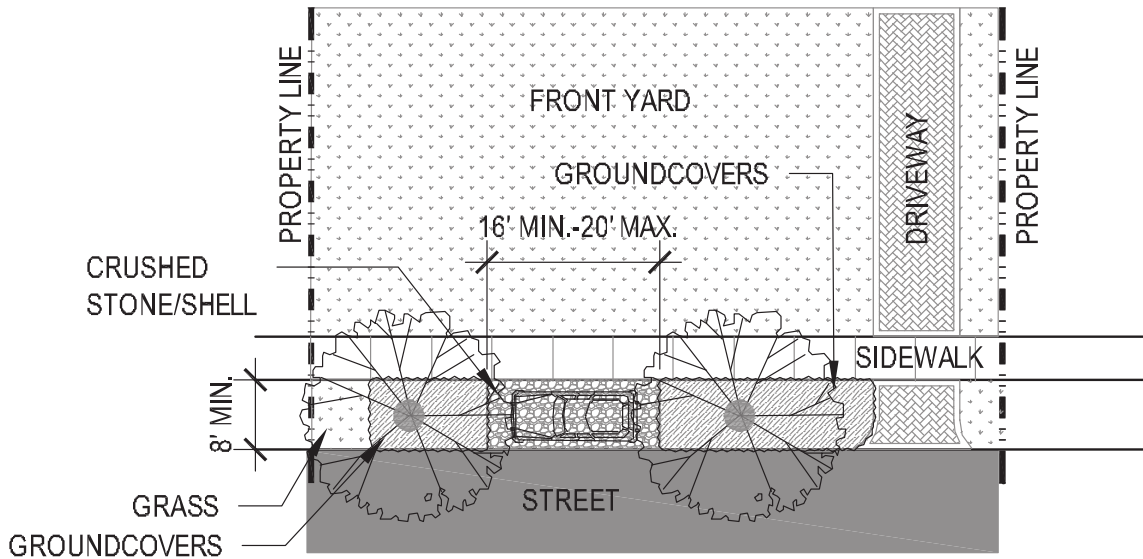 PROPERTY LINE
FRONT YARD
DRIVEWAY
PROPERTY LINE
GROUNDCOVERS
16' MIN.-20' MAX.
CRUSHED
STONE/SHELL
SIDEWALK
8' MIN.
GRASS
STREET
GROUNDCOVERS